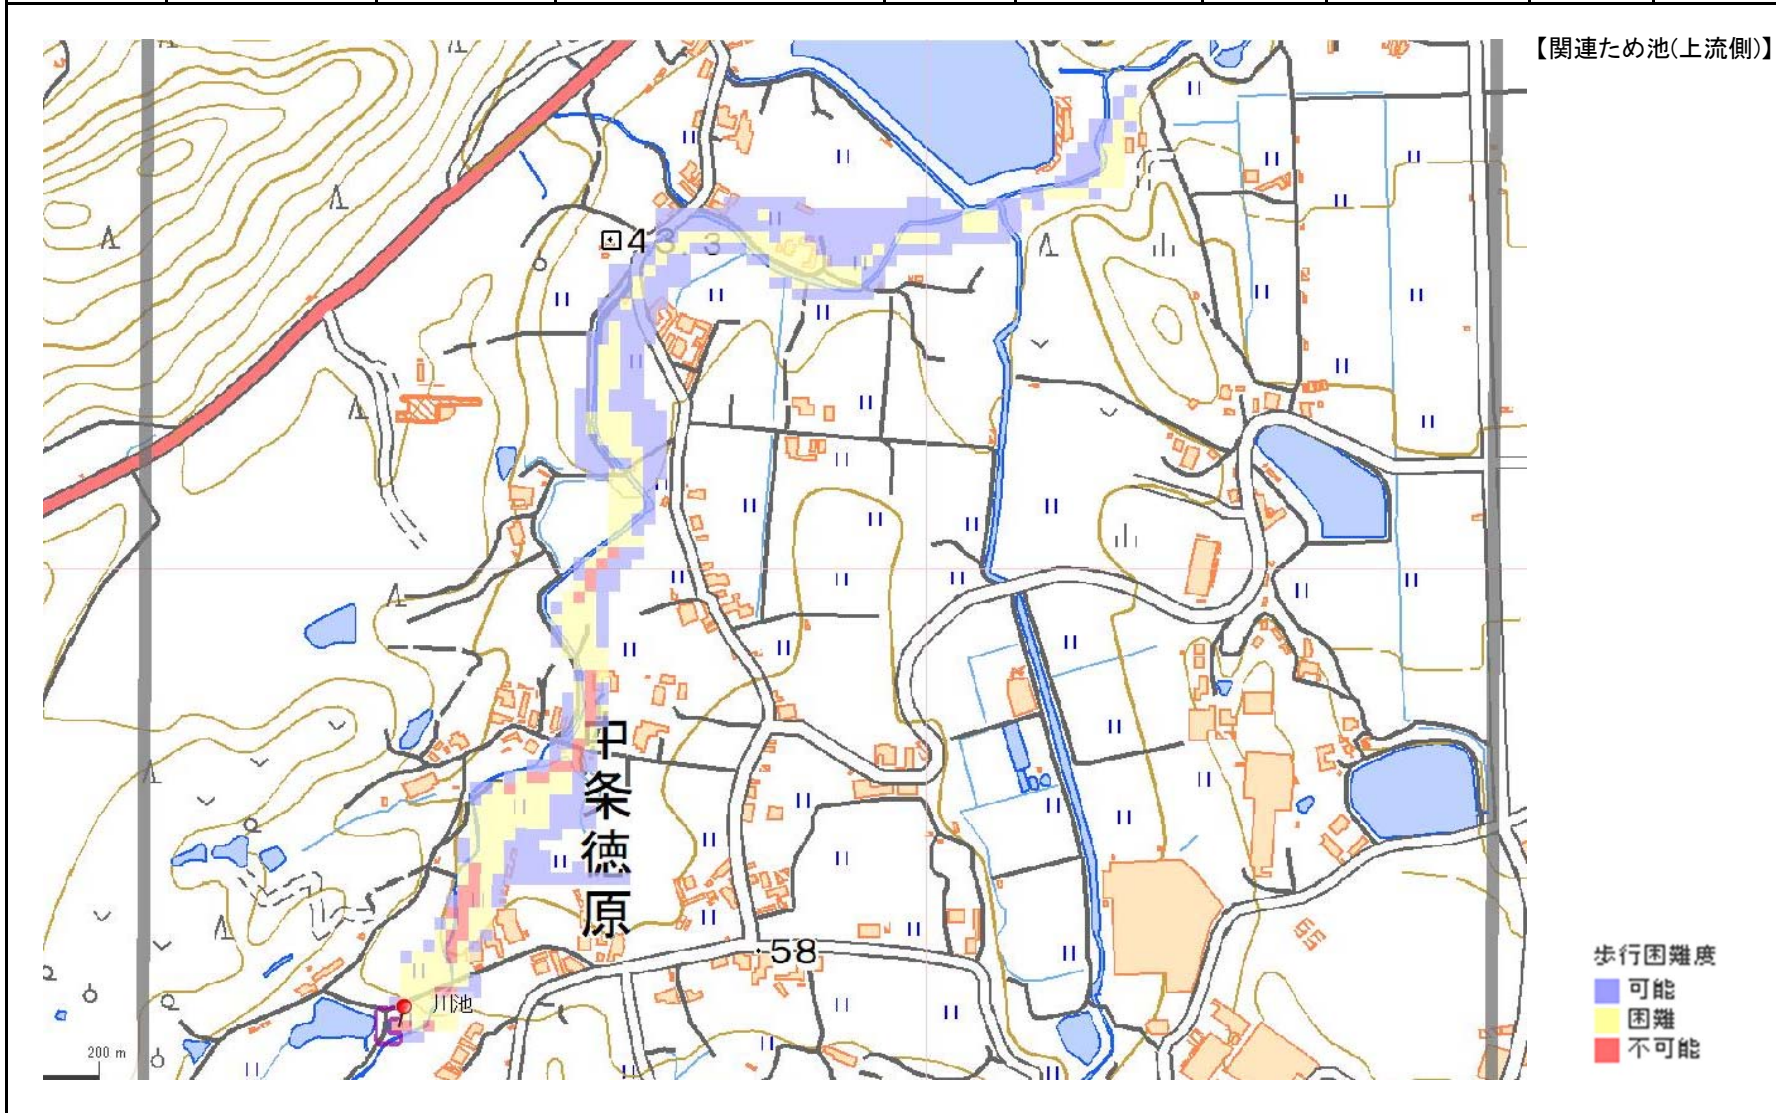 【関連ため池(上流側)】
43.3
中条徳原
58
65
川池
200 m
歩行困難度
可能
困難
不可能